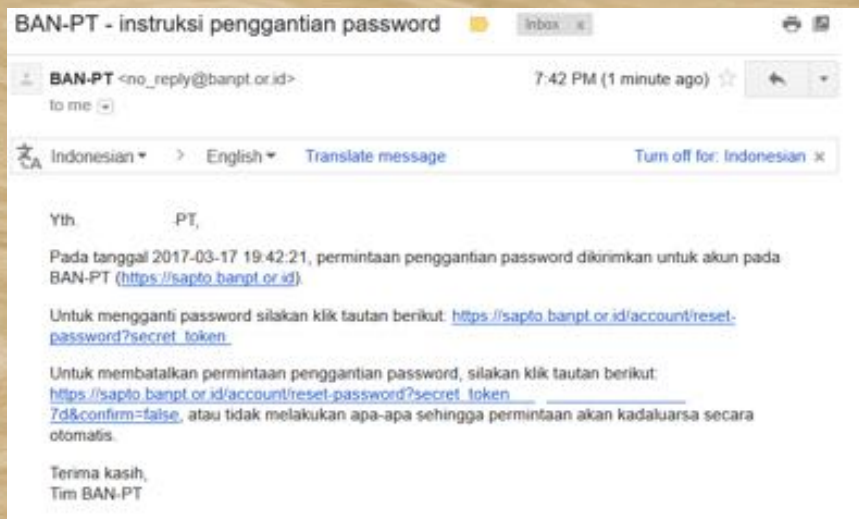 BAN-PT - instruksi penggantian password
Inbox x
BAN-PT <no_reply@banpt.or.id>
7:42 PM (1 minute ago)
to me
Indonesian > English Translate message
Turn off for: Indonesian x
Yth. -PT,
Pada tanggal 2017-03-17 19:42:21, permintaan penggantian password dikirimkan untuk akun pada
BAN-PT (https://sapto.banpt.or.id).
Untuk mengganti password silakan klik tautan berikut: https://sapto.banpt.or.id/account/reset-
password?secret_token
Untuk membatalkan permintaan penggantian password, silakan klik tautan berikut:
https://sapto.banpt.or.id/account/reset-password?secret_token
7d&confirm=false, atau tidak melakukan apa-apa sehingga permintaan akan kadaluarsa secara
otomatis.
Terima kasih,
Tim BAN-PT